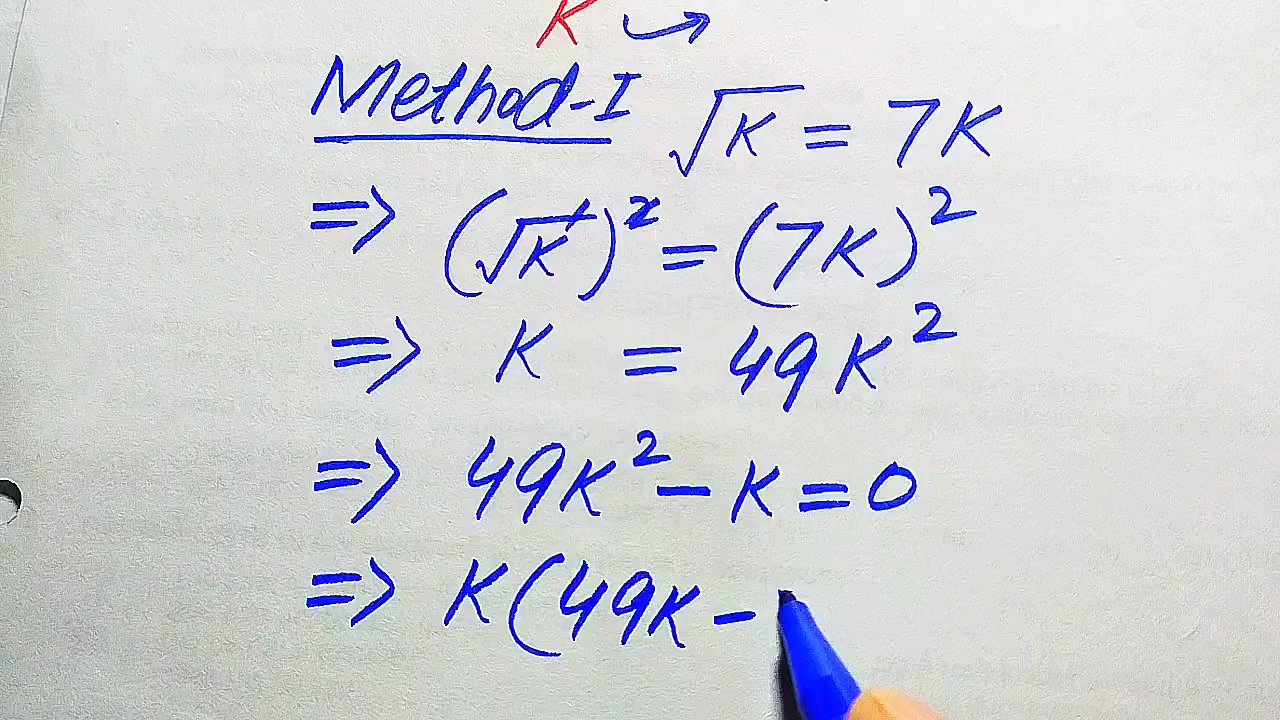 K ↪
Method-I √K = 7K
=> (√K)² = (7K)²
=> K = 49K²
=> 49K² - K = 0
=> K(49K -